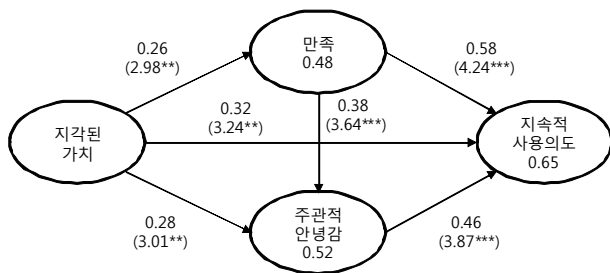 0.26
(2.98**)
만족
0.48
0.58
(4.24***)
0.32
(3.24**)
0.38
(3.64***)
지각된
가치
지속적
사용의도
0.65
0.28
(3.01**)
주관적
안녕감
0.52
0.46
(3.87***)